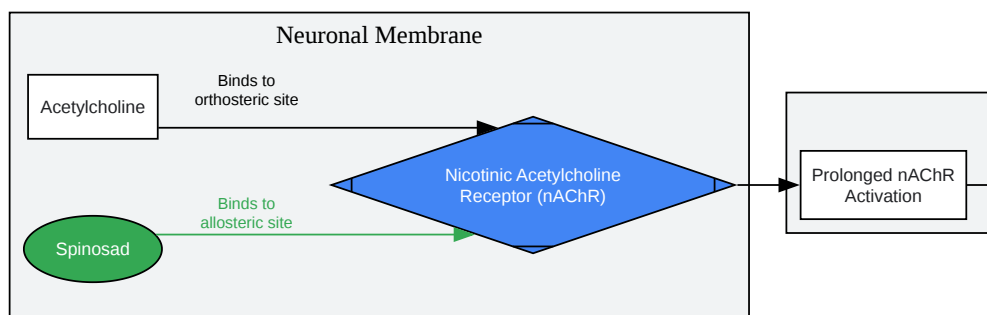 Neuronal Membrane
Acetylcholine
Binds to
orthosteric site
Nicotinic Acetylcholine
Receptor (nAChR)
Prolonged nAChR
Activation
Binds to
allosteric site
Spinosad